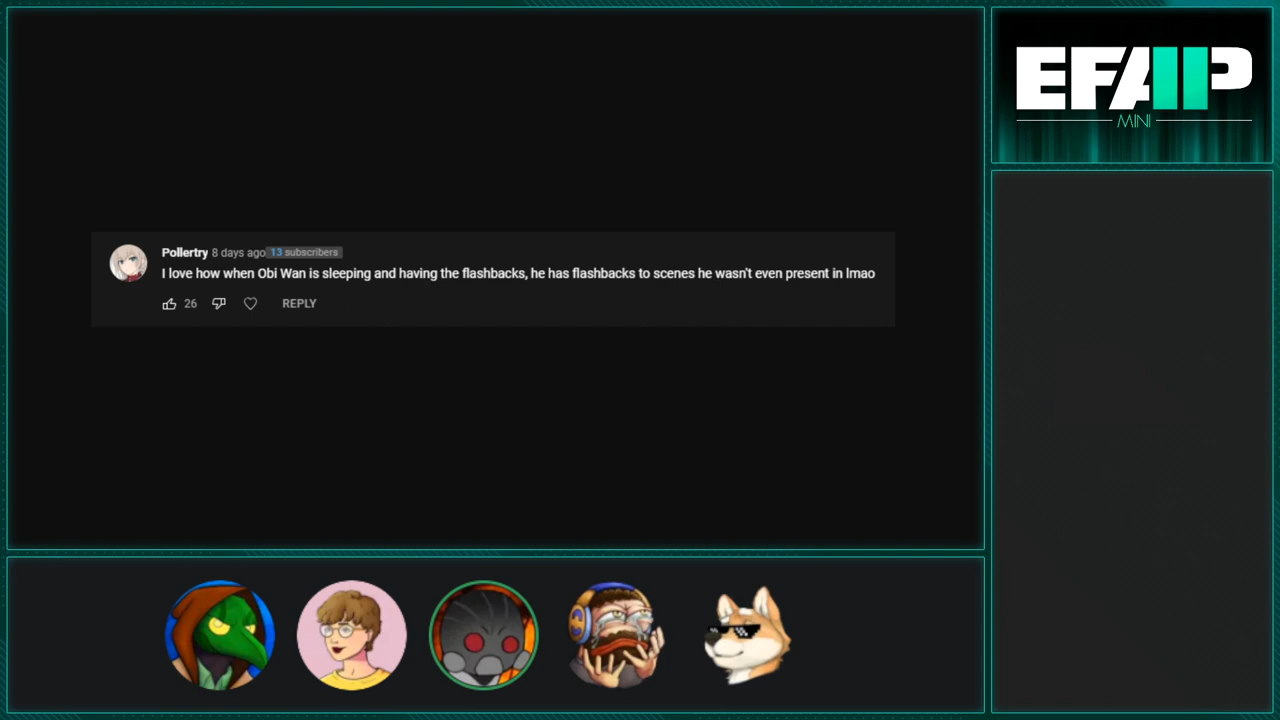 EFAP
MINI
Pollertry 8 days ago 13 subscribers
I love how when Obi Wan is sleeping and having the flashbacks, he has flashbacks to scenes he wasn't even present in lmao
26 REPLY